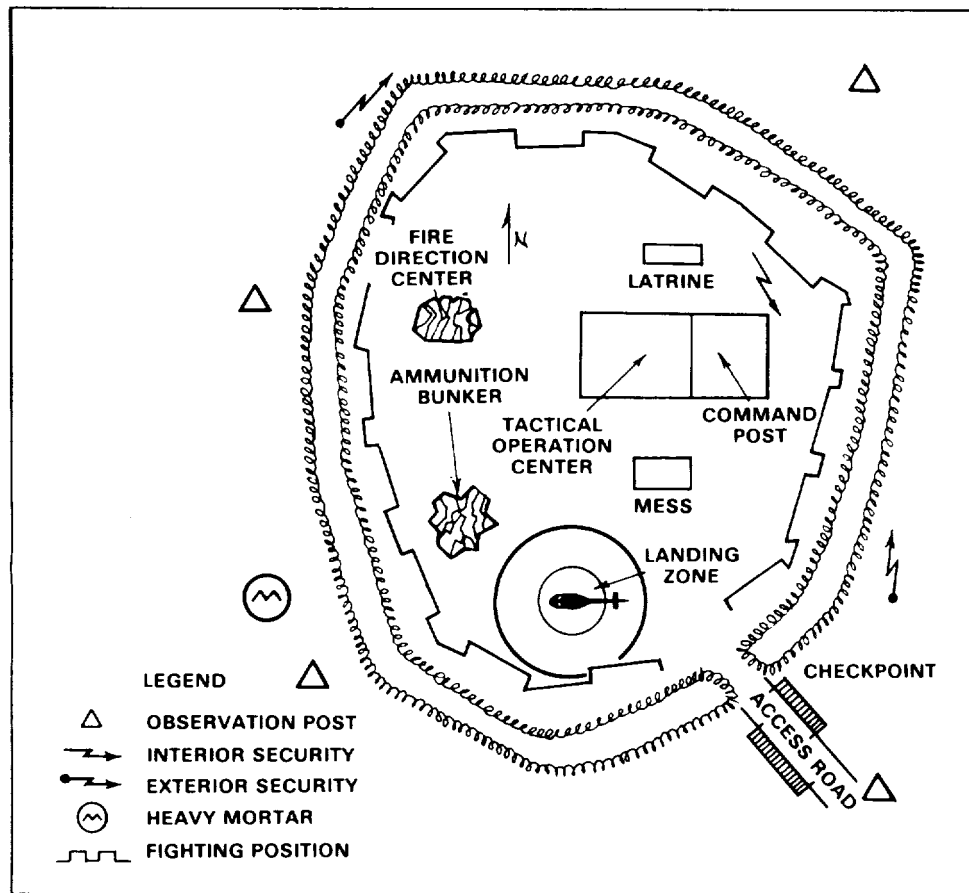 N
FIRE
DIRECTION
CENTER
LATRINE
AMMUNITION
BUNKER
TACTICAL
OPERATION
CENTER
COMMAND
POST
MESS
LANDING
ZONE
CHECKPOINT
ACCESS ROAD
LEGEND
OBSERVATION POST
INTERIOR SECURITY
EXTERIOR SECURITY
HEAVY MORTAR
FIGHTING POSITION